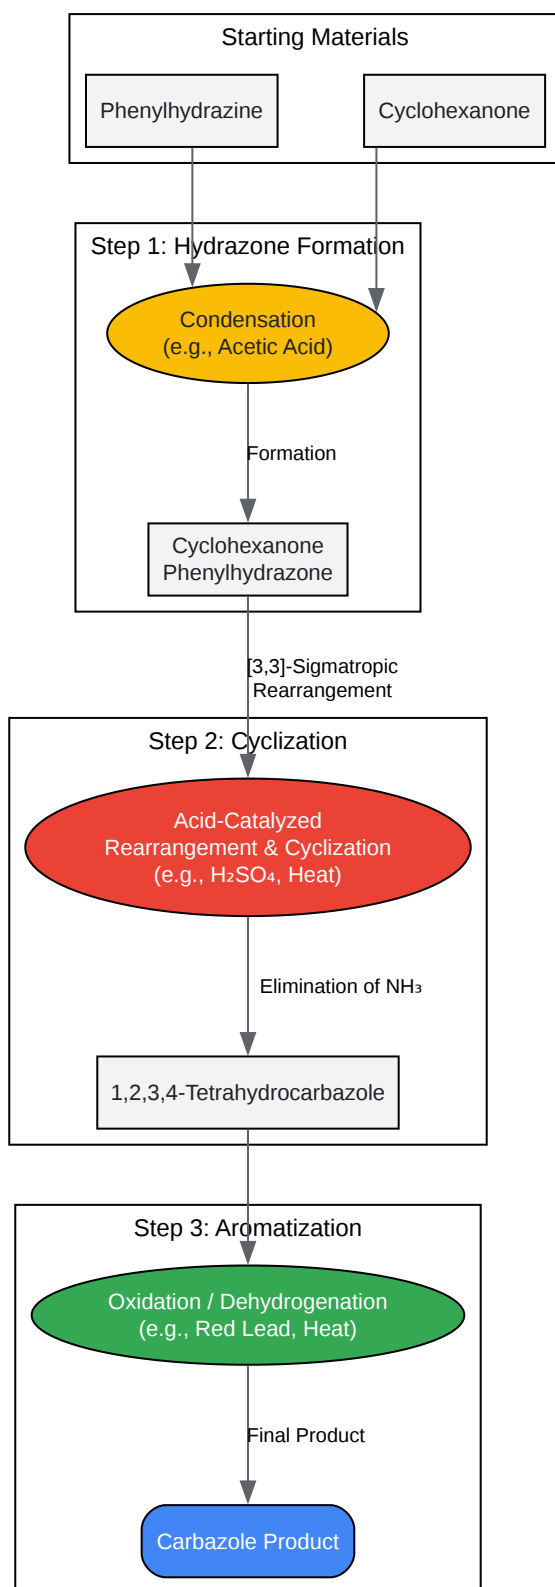 Starting Materials
Phenylhydrazine
Cyclohexanone
Step 1: Hydrazone Formation
Condensation
(e.g., Acetic Acid)
Formation
Cyclohexanone
Phenylhydrazone
[3,3]-Sigmatropic
Rearrangement
Step 2: Cyclization
Acid-Catalyzed
Rearrangement & Cyclization
(e.g., H₂SO₄, Heat)
Elimination of NH₃
1,2,3,4-Tetrahydrocarbazole
Step 3: Aromatization
Oxidation / Dehydrogenation
(e.g., Red Lead, Heat)
Final Product
Carbazole Product